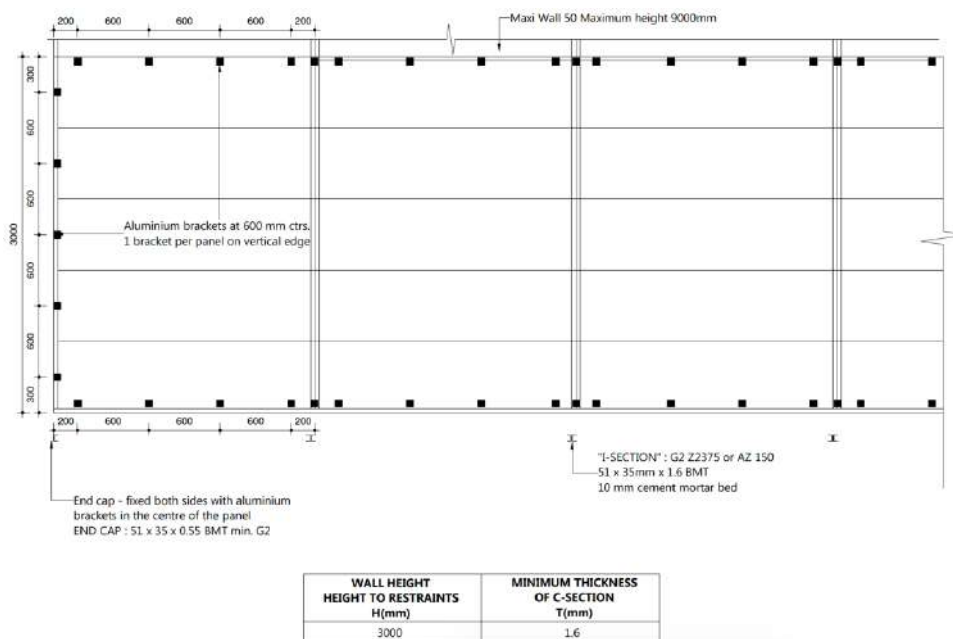 200 600 600 600 200
Maxi Wall 50 Maximum height 9000mm
300
600
600
3000
600
600
300
Aluminium brackets at 600 mm ctrs.
1 bracket per panel on vertical edge
200 600 600 600 200
"I-SECTION" : G2 Z2375 or AZ 150
51 x 35mm x 1.6 BMT
10 mm cement mortar bed
End cap - fixed both sides with aluminium
brackets in the centre of the panel
END CAP : 51 x 35 x 0.55 BMT min. G2
WALL HEIGHT MINIMUM THICKNESS
HEIGHT TO RESTRAINTS OF C-SECTION
H(mm) T(mm)
3000 1.6